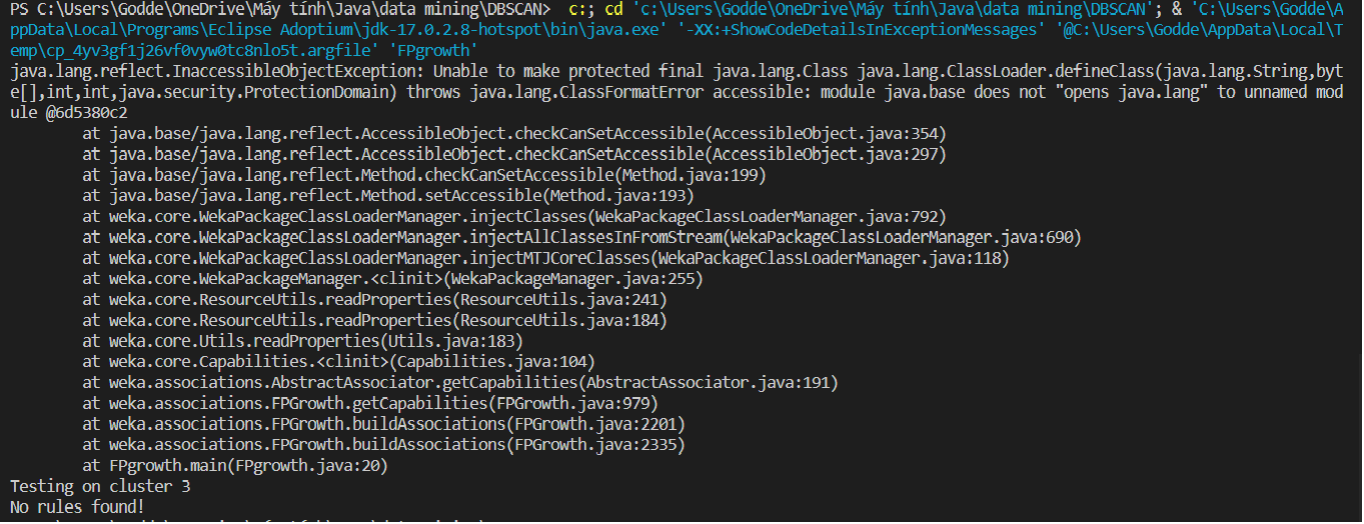 PS C:\Users\Godde\OneDrive\Máy tính\Java\data mining\DBSCAN>  c:; cd 'c:\Users\Godde\OneDrive\Máy tính\Java\data mining\DBSCAN'; & 'C:\Users\Godde\A
ppData\Local\Programs\Eclipse Adoptium\jdk-17.0.2.8-hotspot\bin\java.exe' '-XX:+ShowCodeDetailsInExceptionMessages' '@C:\Users\Godde\AppData\Local\T
emp\cp_4yv3gf1j26vf0vyw0tc8nlo5t.argfile' 'FPgrowth'
java.lang.reflect.InaccessibleObjectException: Unable to make protected final java.lang.Class java.lang.ClassLoader.defineClass(java.lang.String,byt
e[],int,int,java.security.ProtectionDomain) throws java.lang.ClassFormatError accessible: module java.base does not "opens java.lang" to unnamed mod
ule @6d5380c2
        at java.base/java.lang.reflect.AccessibleObject.checkCanSetAccessible(AccessibleObject.java:354)
        at java.base/java.lang.reflect.AccessibleObject.checkCanSetAccessible(AccessibleObject.java:297)
        at java.base/java.lang.reflect.Method.checkCanSetAccessible(Method.java:199)
        at java.base/java.lang.reflect.Method.setAccessible(Method.java:193)
        at weka.core.WekaPackageClassLoaderManager.injectClasses(WekaPackageClassLoaderManager.java:792)
        at weka.core.WekaPackageClassLoaderManager.injectAllClassesInFromStream(WekaPackageClassLoaderManager.java:690)
        at weka.core.WekaPackageClassLoaderManager.injectMTJCoreClasses(WekaPackageClassLoaderManager.java:118)
        at weka.core.WekaPackageManager.<clinit>(WekaPackageManager.java:255)
        at weka.core.ResourceUtils.readProperties(ResourceUtils.java:241)
        at weka.core.ResourceUtils.readProperties(ResourceUtils.java:184)
        at weka.core.Utils.readProperties(Utils.java:183)
        at weka.core.Capabilities.<clinit>(Capabilities.java:104)
        at weka.associations.AbstractAssociator.getCapabilities(AbstractAssociator.java:191)
        at weka.associations.FPGrowth.getCapabilities(FPGrowth.java:979)
        at weka.associations.FPGrowth.buildAssociations(FPGrowth.java:2201)
        at weka.associations.FPGrowth.buildAssociations(FPGrowth.java:2335)
        at FPgrowth.main(FPgrowth.java:20)
Testing on cluster 3
No rules found!